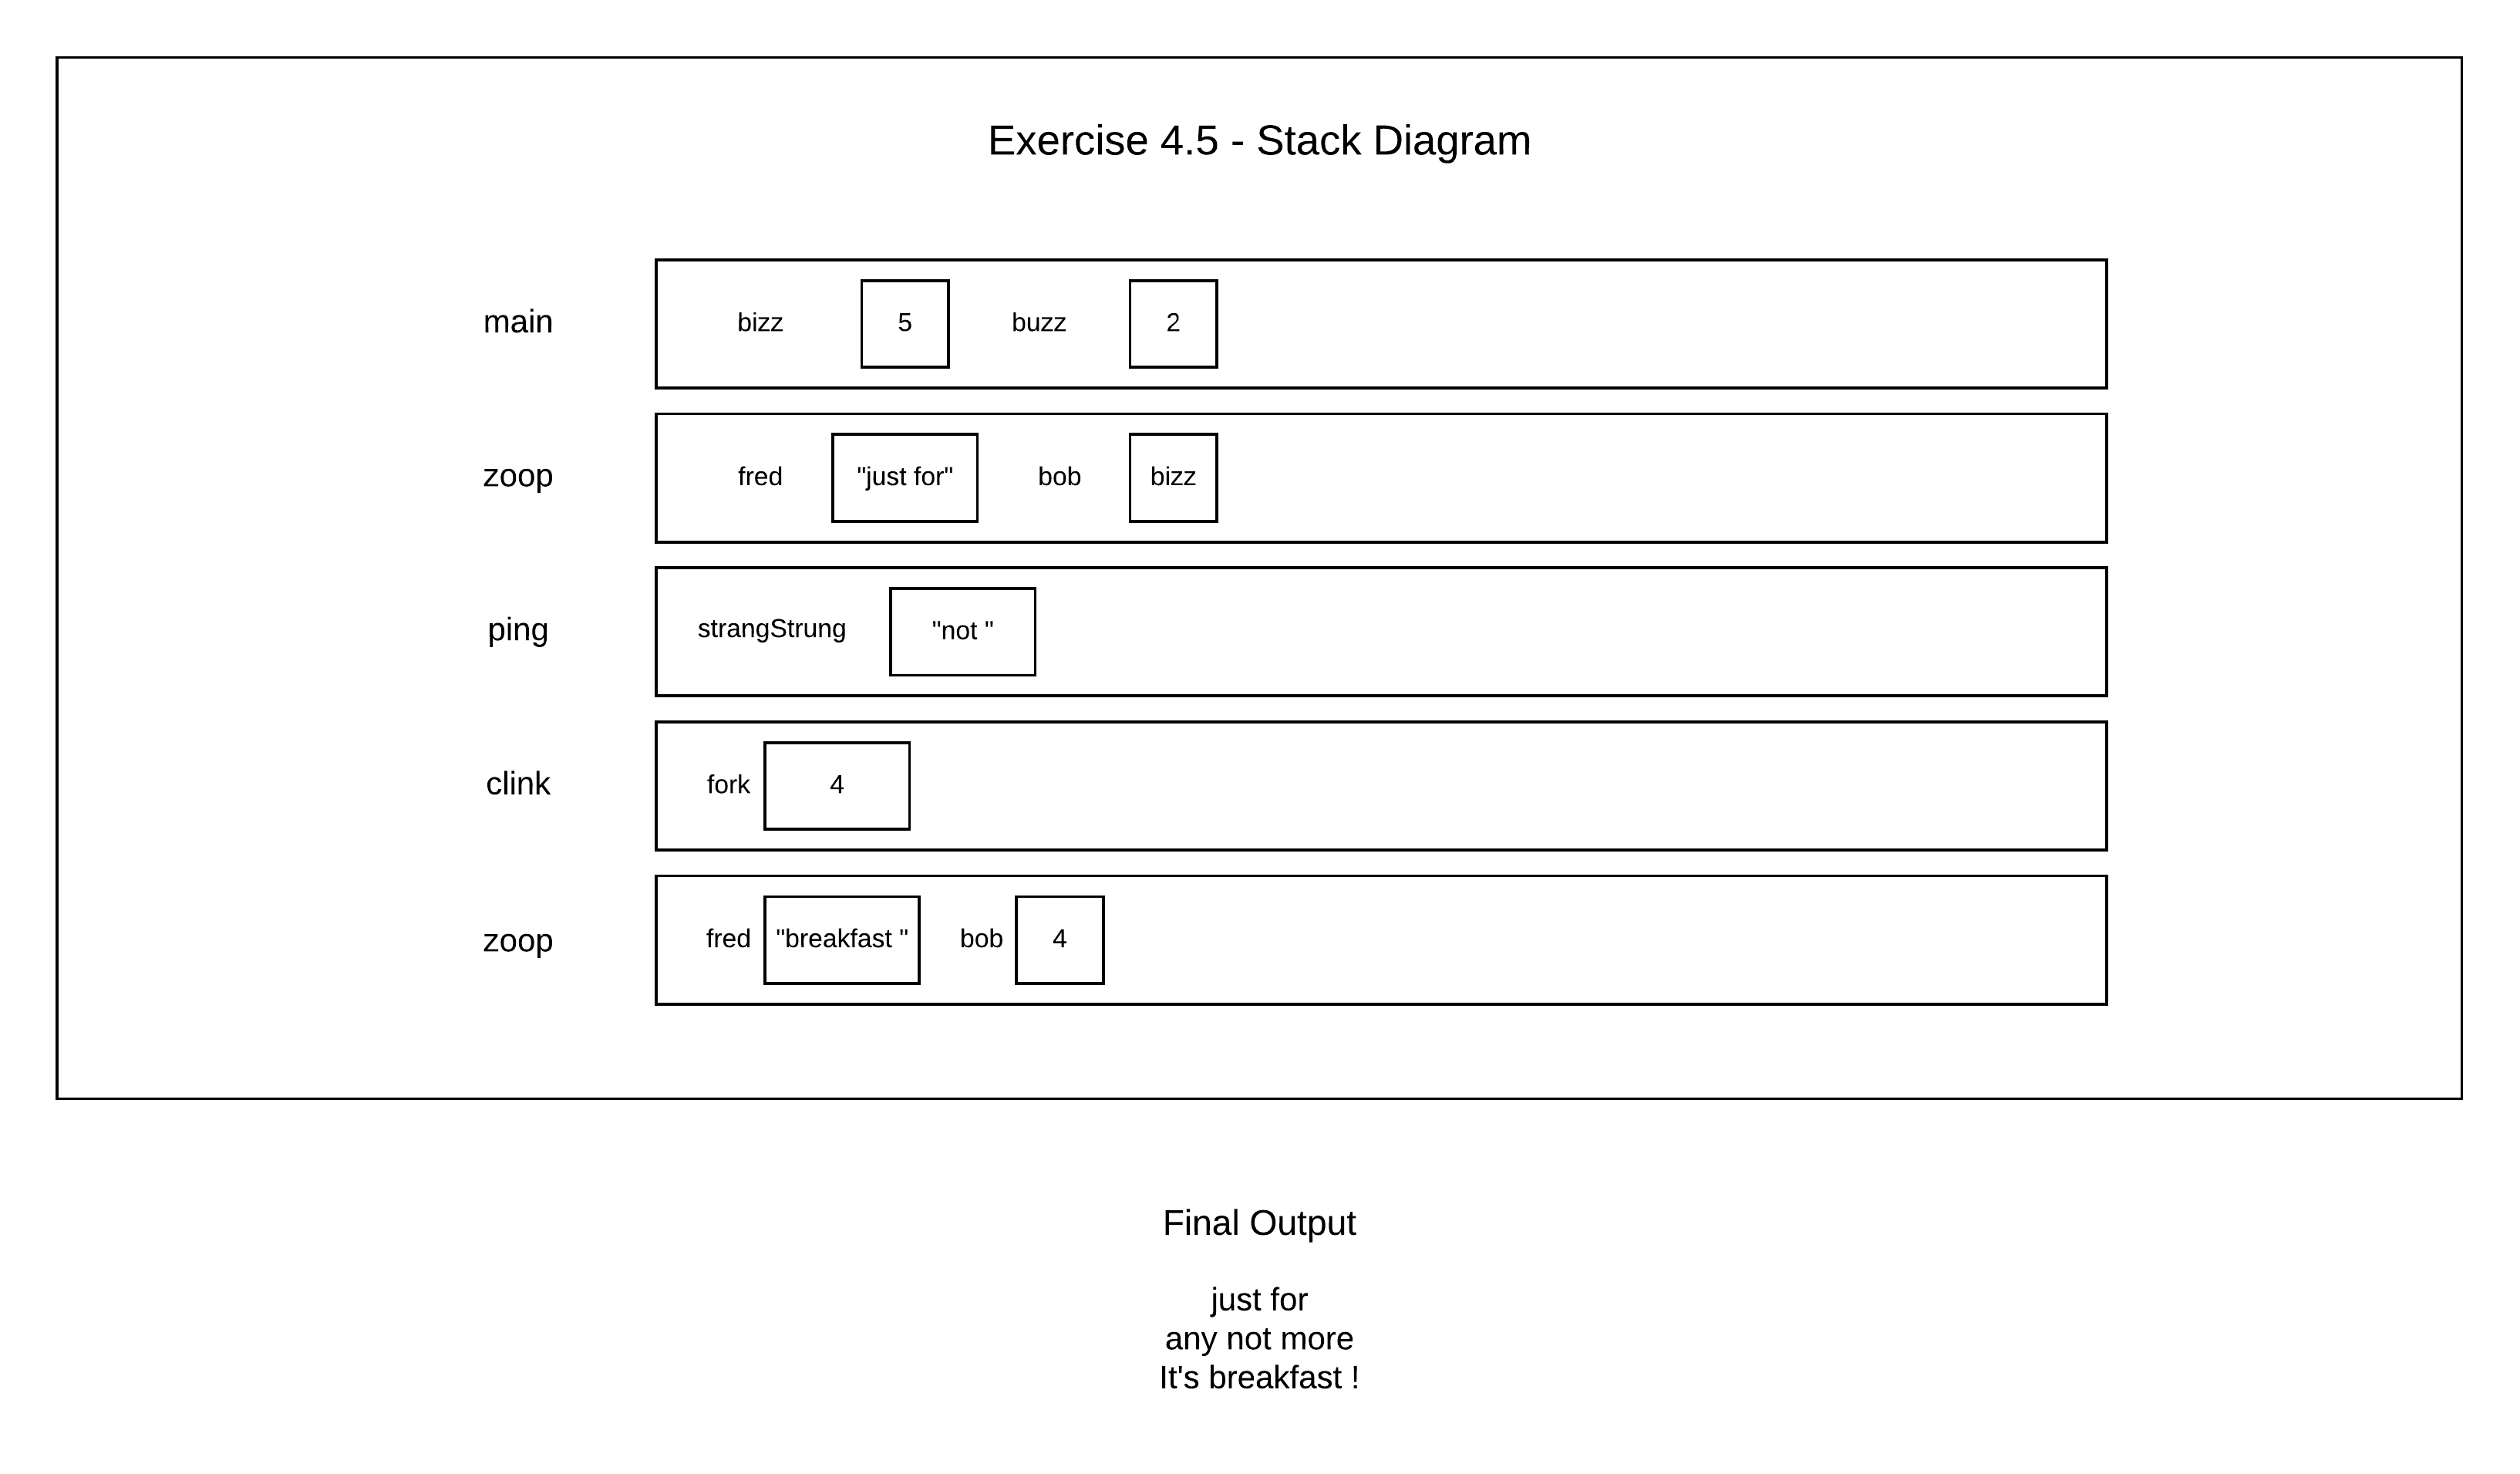 Exercise 4.5 - Stack Diagram
main bizz 5 buzz 2
zoop fred "just for" bob bizz
ping strangStrung "not "
clink fork 4
zoop fred "breakfast " bob 4
Final Output
just for
any not more
It's breakfast !